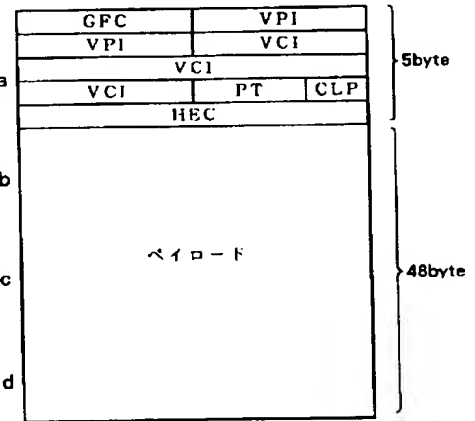 GFC VPI
VPI VCI
5byte
VCI
a
VCI PT CLP
HEC
b
ペイロード
c
48byte
d